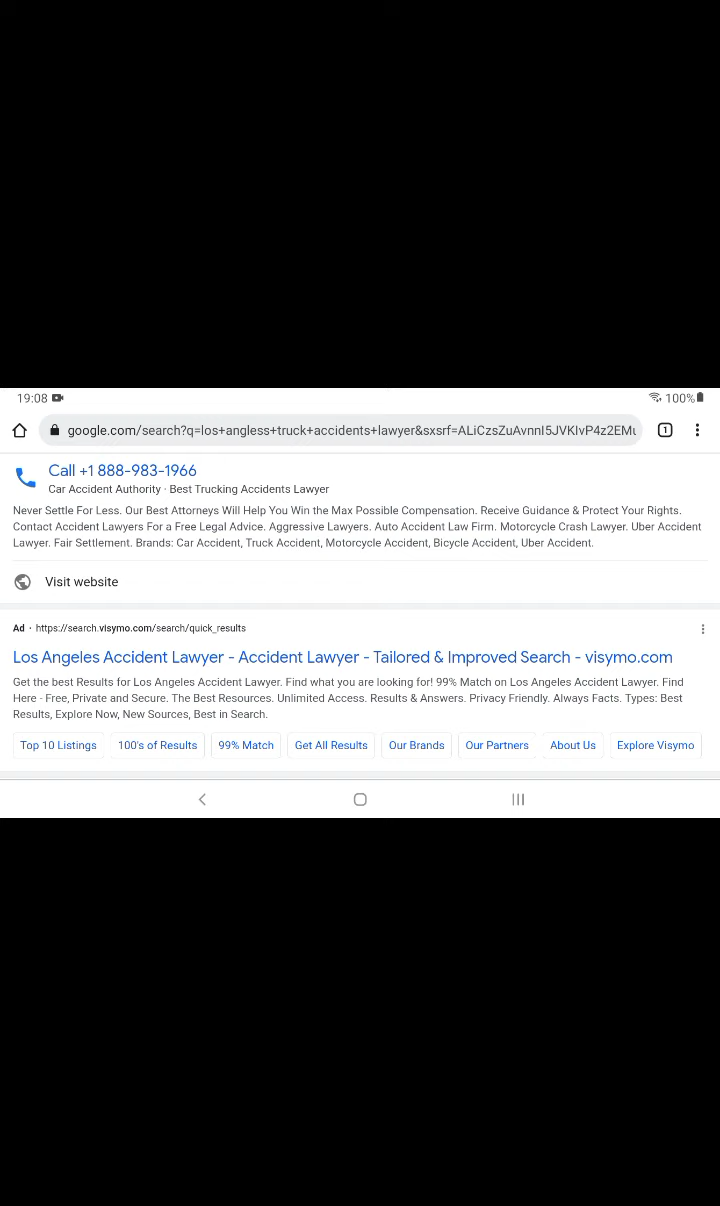 19:08
100%
google.com/search?q=los+angless+truck+accidents+lawyer&sxsrf=ALiCzsZuAvnnI5JVKIvP4z2EMu
1
Call +1 888-983-1966
Car Accident Authority · Best Trucking Accidents Lawyer
Never Settle For Less. Our Best Attorneys Will Help You Win the Max Possible Compensation. Receive Guidance & Protect Your Rights.
Contact Accident Lawyers For a Free Legal Advice. Aggressive Lawyers. Auto Accident Law Firm. Motorcycle Crash Lawyer. Uber Accident
Lawyer. Fair Settlement. Brands: Car Accident, Truck Accident, Motorcycle Accident, Bicycle Accident, Uber Accident.
Visit website
Ad · https://search.visymo.com/search/quick_results
Los Angeles Accident Lawyer - Accident Lawyer - Tailored & Improved Search - visymo.com
Get the best Results for Los Angeles Accident Lawyer. Find what you are looking for! 99% Match on Los Angeles Accident Lawyer. Find
Here - Free, Private and Secure. The Best Resources. Unlimited Access. Results & Answers. Privacy Friendly. Always Facts. Types: Best
Results, Explore Now, New Sources, Best in Search.
Top 10 Listings 100's of Results 99% Match Get All Results Our Brands Our Partners About Us Explore Visymo